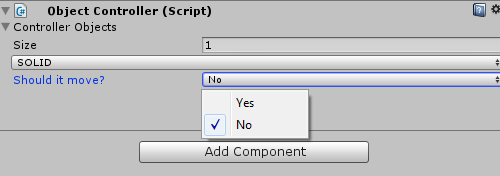 Object Controller (Script)
Controller Objects
Size 1
SOLID
Should it move? No
Yes
No
Add Component